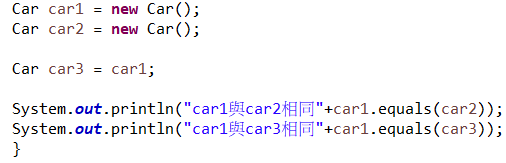 Car car1 = new Car();
Car car2 = new Car();
Car car3 = car1;
System.out.println("car1與car2相同"+car1.equals(car2));
System.out.println("car1與car3相同"+car1.equals(car3));
}